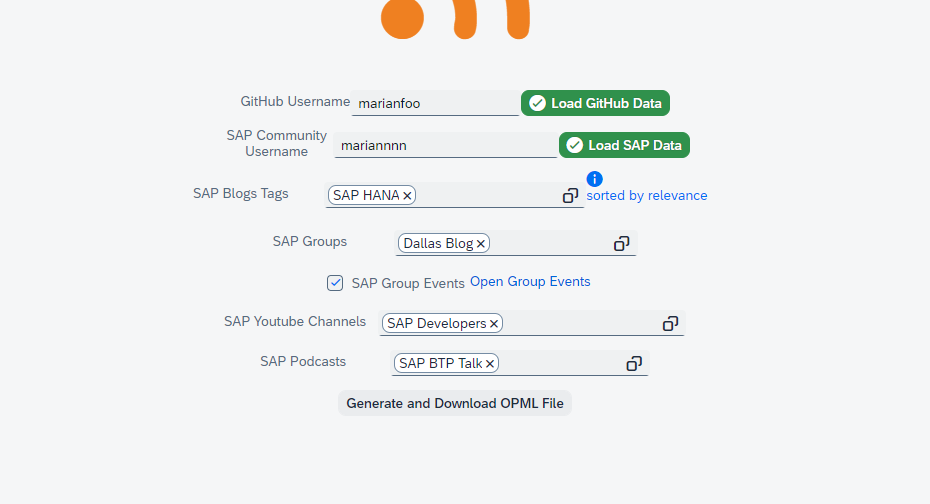 GitHub Username marianfoo Load GitHub Data
SAP Community
Username mariannnn Load SAP Data
SAP Blogs Tags SAP HANA sorted by relevance
SAP Groups Dallas Blog
SAP Group Events Open Group Events
SAP Youtube Channels SAP Developers
SAP Podcasts SAP BTP Talk
Generate and Download OPML File